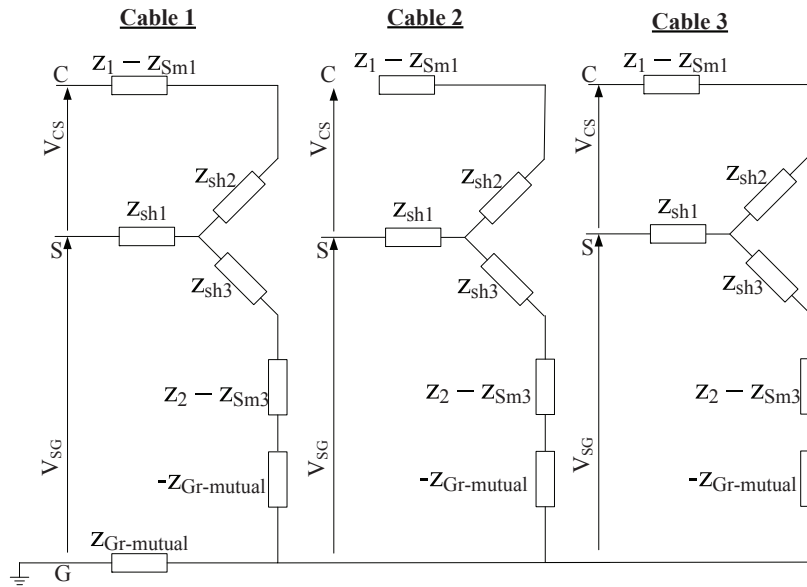 Cable 1
C
z1 – zSm1
VCS
Zsh2
Zsh1
S
Zsh3
z2 – zSm3
VSG
-zGr-mutual
zGr-mutual
G
Cable 2
C
z1 – zSm1
VCS
Zsh2
Zsh1
S
Zsh3
z2 – zSm3
VSG
-zGr-mutual
Cable 3
C
z1 – zSm1
VCS
Zsh2
Zsh1
S
Zsh3
z2 – zSm3
VSG
-zGr-mutual